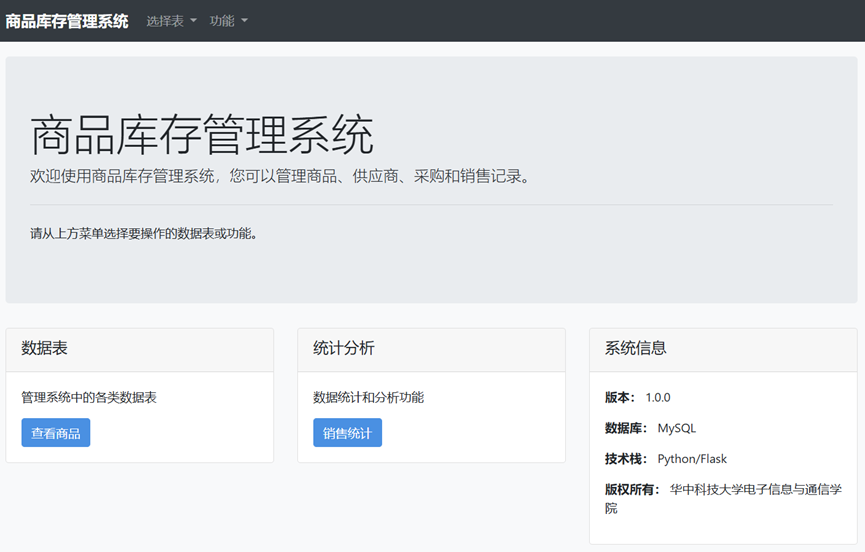 商品库存管理系统 选择表 功能
商品库存管理系统
欢迎使用商品库存管理系统，您可以管理商品、供应商、采购和销售记录。
请从上方菜单选择要操作的数据表或功能。
数据表
管理系统中的各类数据表
查看商品
统计分析
数据统计和分析功能
销售统计
系统信息
版本： 1.0.0
数据库： MySQL
技术栈： Python/Flask
版权所有： 华中科技大学电子信息与通信学
院